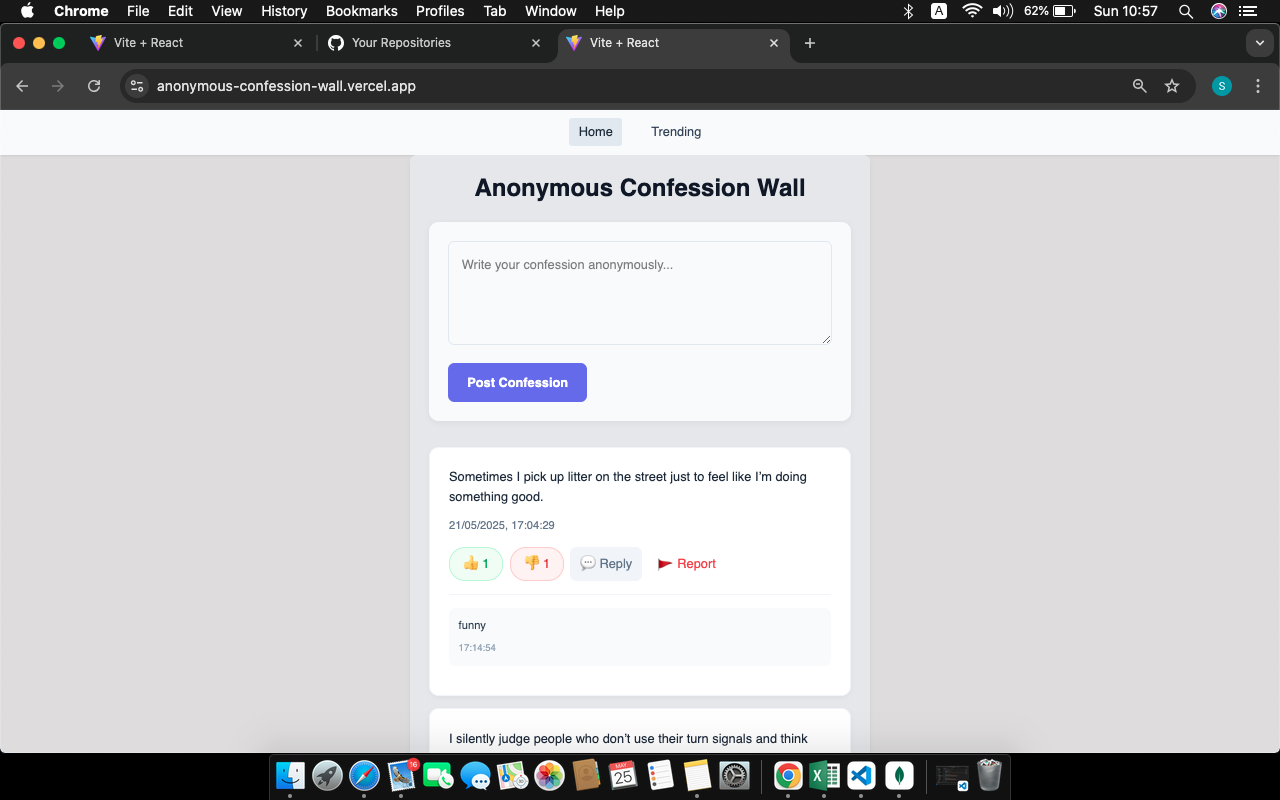 Chrome File Edit View History Bookmarks Profiles Tab Window Help A 62% Sun 10:57
Vite + React
Your Repositories
Vite + React
anonymous-confession-wall.vercel.app
S
Home
Trending
Anonymous Confession Wall
Write your confession anonymously...
Post Confession
Sometimes I pick up litter on the street just to feel like I’m doing
something good.
21/05/2025, 17:04:29
👍 1 👎 1 💬 Reply 🚩 Report
funny
17:14:54
I silently judge people who don’t use their turn signals and think
16
MAY
25